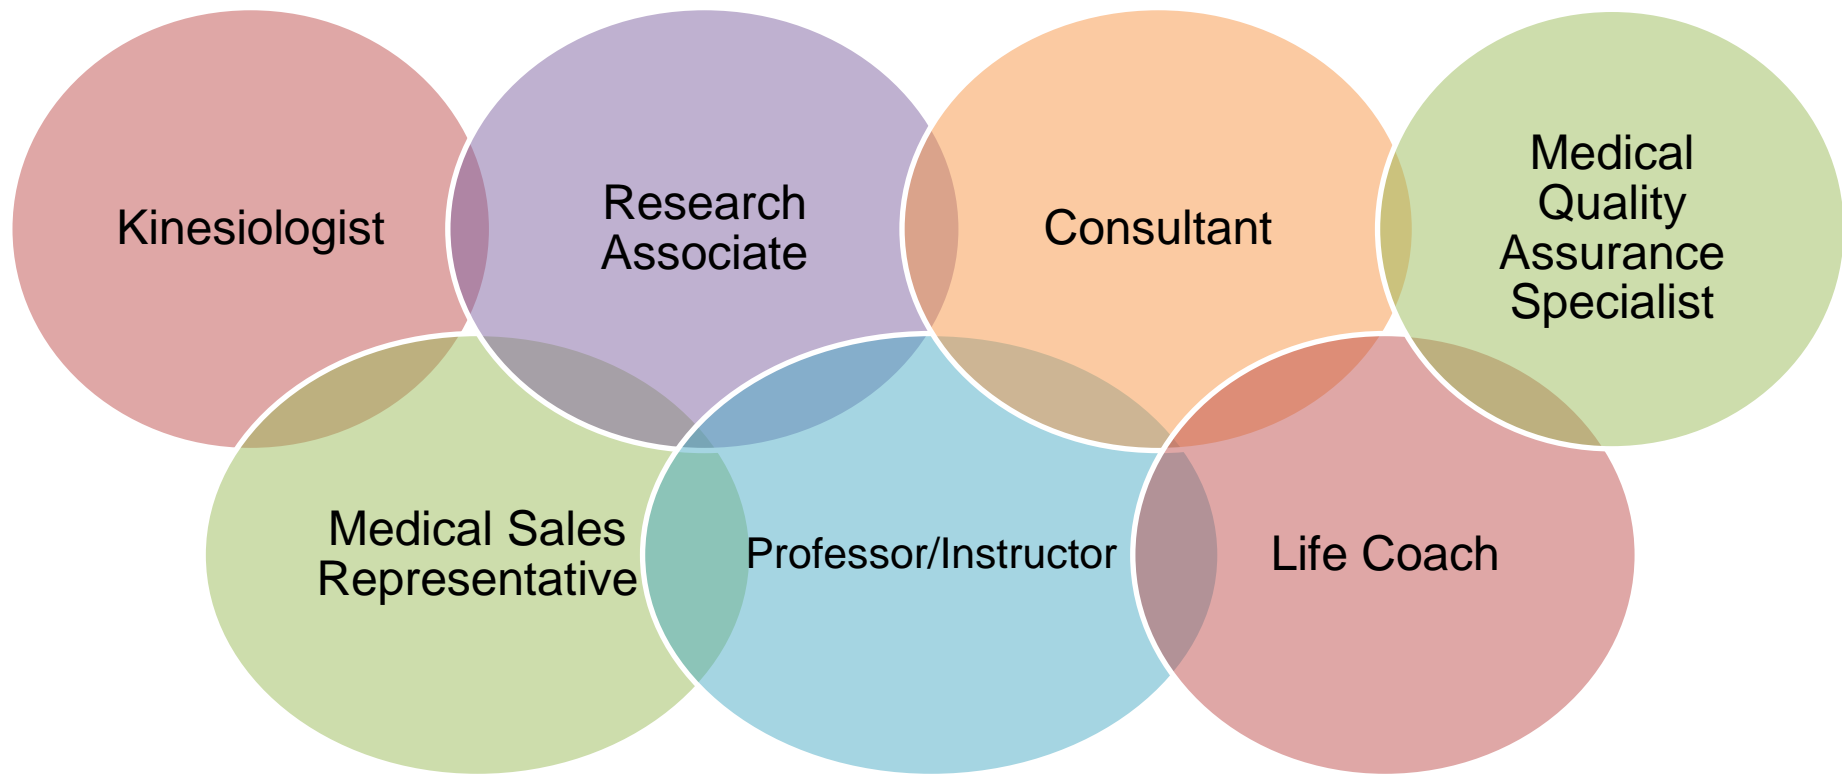 Kinesiologist
Research
Associate
Consultant
Medical
Quality
Assurance
Specialist
Medical Sales
Representative
Professor/Instructor
Life Coach